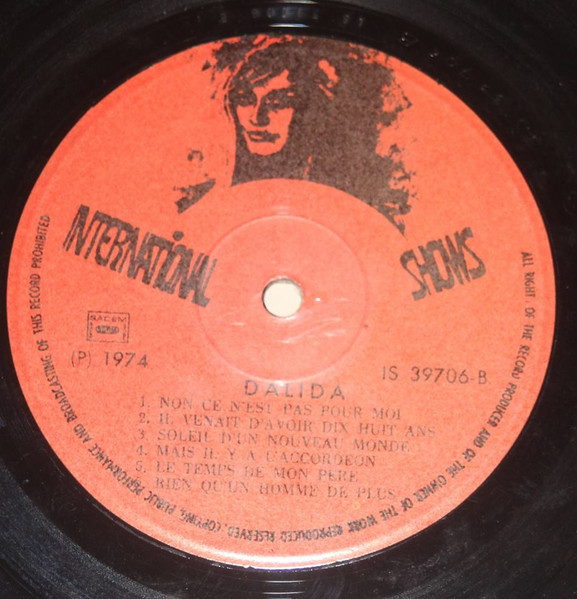 INTERNATIONAL SHOWS
SACEM
(P) 1974
IS 39706-B
DALIDA
1. NON CE N'EST PAS POUR MOI
2. IL VENAIT D'AVOIR DIX HUIT ANS
3. SOLEIL D'UN NOUVEAU MONDE
4. MAIS IL Y A L'ACCORDEON
5. LE TEMPS DE MON PERE
RIEN QU'UN HOMME DE PLUS
ALL RIGHT, OF THE RECORD PRODUCER AND OF THE OWNER OF THE WORK REPRODUCED RESERVED, COPYING, PUBLIC PERFORMANCE AND BROADCASTING OF THIS RECORD PROHIBITED